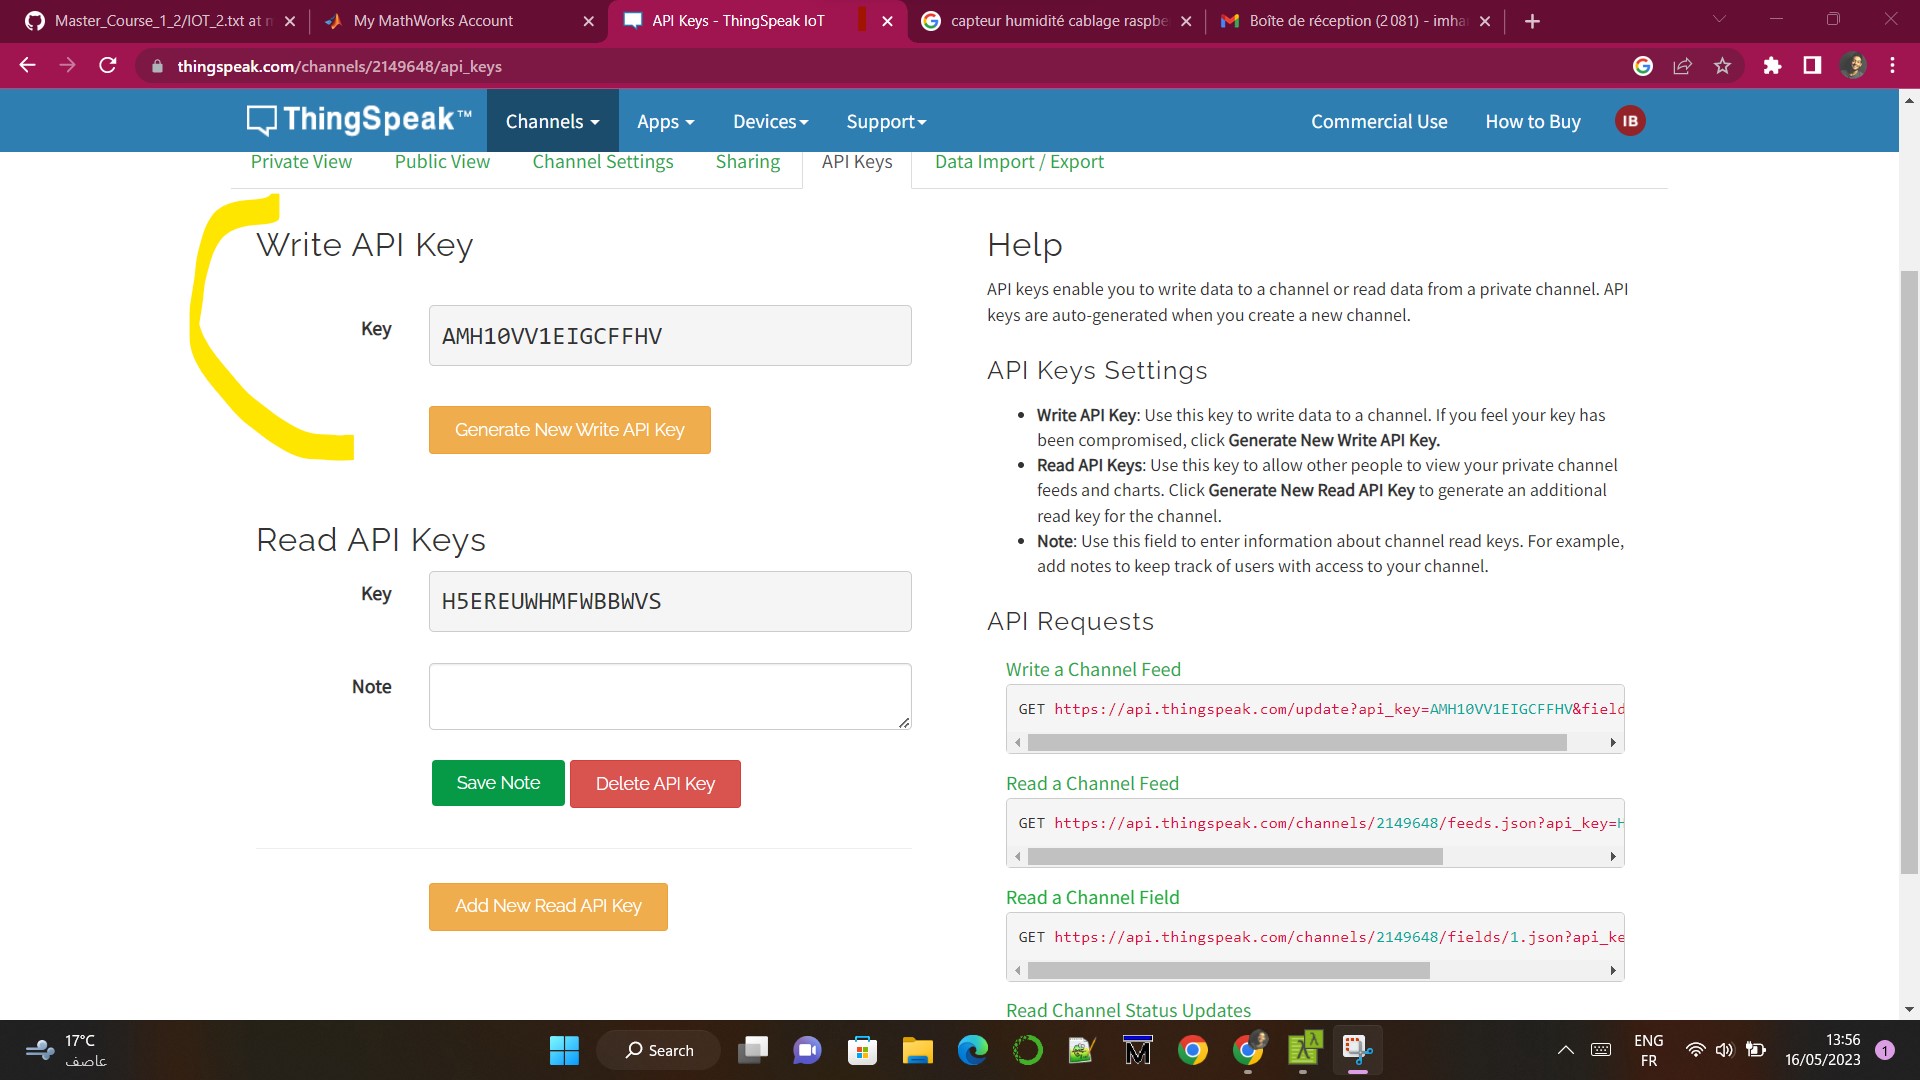 Master_Course_1_2/IOT_2.txt at m
My MathWorks Account
API Keys - ThingSpeak IoT
capteur humidité cablage raspbe
Boîte de réception (2 081) - imha
thingspeak.com/channels/2149648/api_keys
ThingSpeak™
Channels
Apps
Devices
Support
Commercial Use
How to Buy
IB
Private View
Public View
Channel Settings
Sharing
API Keys
Data Import / Export
Write API Key
Key
AMH10VV1EIGCFFHV
Generate New Write API Key
Read API Keys
Key
H5EREUWHMFWBBWVS
Note
Save Note
Delete API Key
Add New Read API Key
Help
API keys enable you to write data to a channel or read data from a private channel. API
keys are auto-generated when you create a new channel.
API Keys Settings
Write API Key: Use this key to write data to a channel. If you feel your key has
been compromised, click Generate New Write API Key.
Read API Keys: Use this key to allow other people to view your private channel
feeds and charts. Click Generate New Read API Key to generate an additional
read key for the channel.
Note: Use this field to enter information about channel read keys. For example,
add notes to keep track of users with access to your channel.
API Requests
Write a Channel Feed
GET https://api.thingspeak.com/update?api_key=AMH10VV1EIGCFFHV&field
Read a Channel Feed
GET https://api.thingspeak.com/channels/2149648/feeds.json?api_key=H
Read a Channel Field
GET https://api.thingspeak.com/channels/2149648/fields/1.json?api_ke
Read Channel Status Updates
17°C
عاصف
Search
ENG
FR
13:56
16/05/2023
1